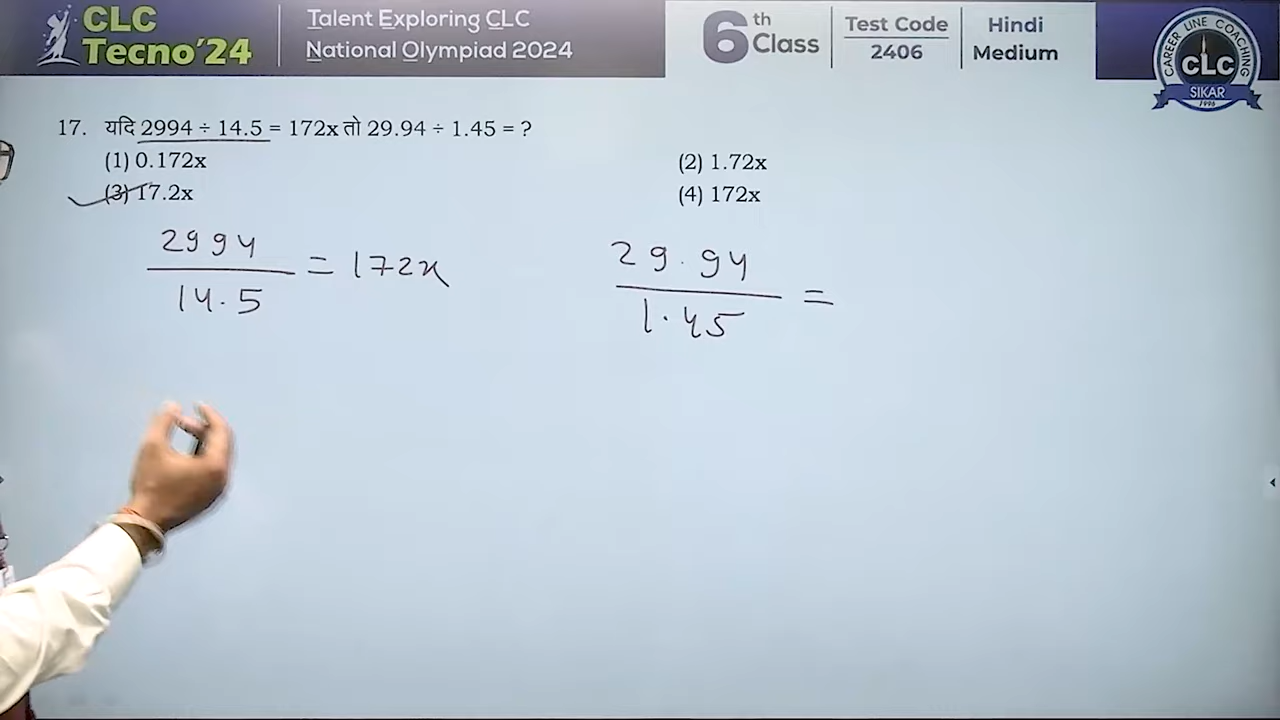 CLC
Tecno'24
Talent Exploring CLC
National Olympiad 2024
6th Class
Test Code
2406
Hindi
Medium
CAREER LINE COACHING
CLC
SIKAR
1996
17. यदि 2994 ÷ 14.5 = 172x तो 29.94 ÷ 1.45 = ?
(1) 0.172x (2) 1.72x
(3) 17.2x (4) 172x
2994 / 14.5 = 172x
29.94 / 1.45 =